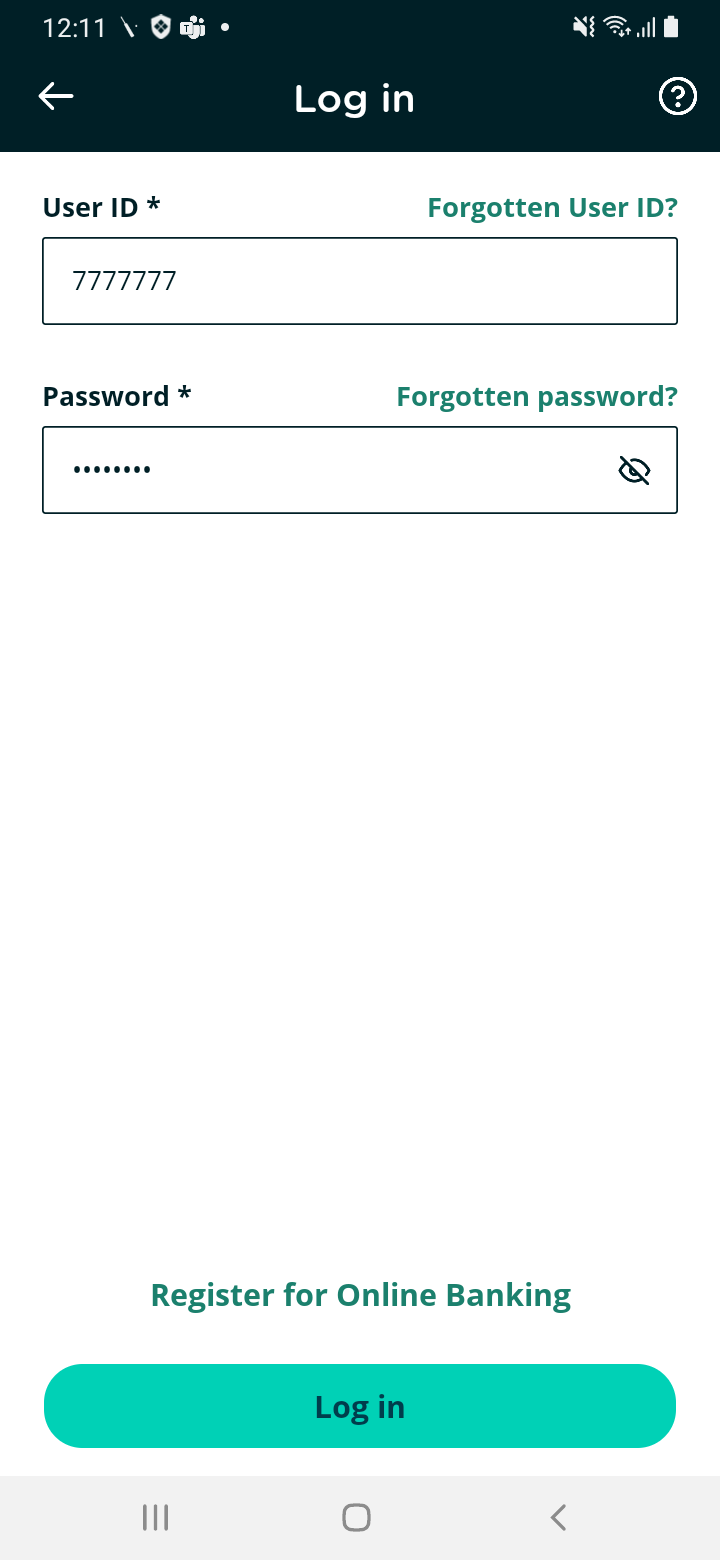 12:11
Log in
User ID *
Forgotten User ID?
7777777
Password *
Forgotten password?
••••••••
Register for Online Banking
Log in